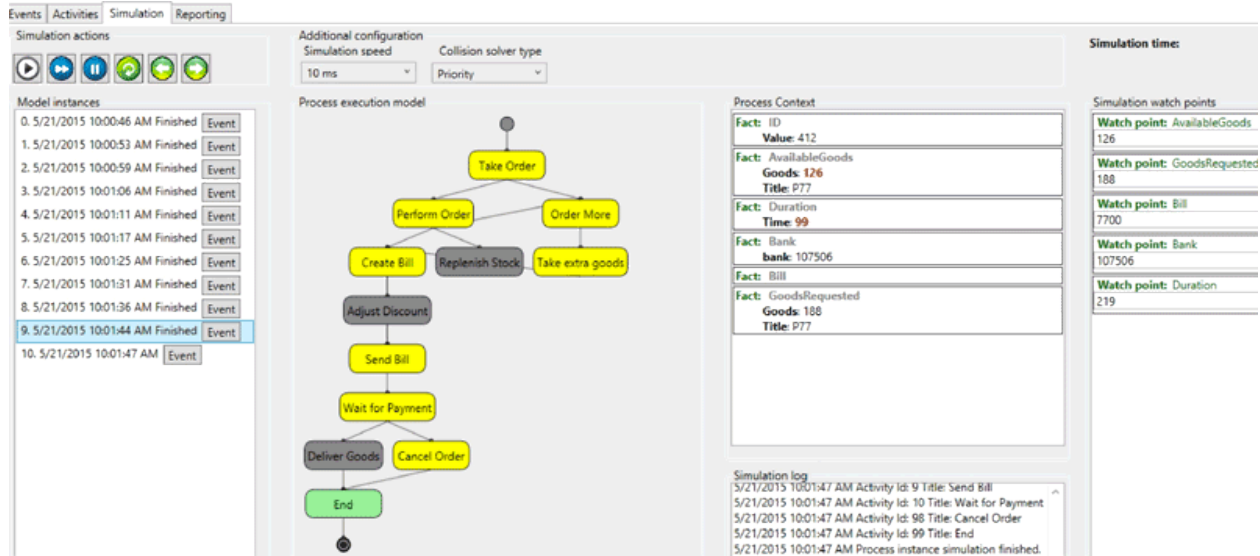 Events Activities Simulation Reporting
Simulation actions
Additional configuration
Simulation speed Collision solver type
10 ms Priority
Simulation time:
Model instances
0. 5/21/2015 10:00:46 AM Finished Event
1. 5/21/2015 10:00:53 AM Finished Event
2. 5/21/2015 10:00:59 AM Finished Event
3. 5/21/2015 10:01:06 AM Finished Event
4. 5/21/2015 10:01:11 AM Finished Event
5. 5/21/2015 10:01:17 AM Finished Event
6. 5/21/2015 10:01:25 AM Finished Event
7. 5/21/2015 10:01:31 AM Finished Event
8. 5/21/2015 10:01:36 AM Finished Event
9. 5/21/2015 10:01:44 AM Finished Event
10. 5/21/2015 10:01:47 AM Event
Process execution model
Take Order
Perform Order Order More
Create Bill Replenish Stock Take extra goods
Adjust Discount
Send Bill
Wait for Payment
Deliver Goods Cancel Order
End
Process Context
Fact: ID
Value: 412
Fact: AvailableGoods
Goods: 126
Title: P77
Fact: Duration
Time: 99
Fact: Bank
bank: 107506
Fact: Bill
Fact: GoodsRequested
Goods: 188
Title: P77
Simulation log
5/21/2015 10:01:47 AM Activity Id: 9 Title: Send Bill
5/21/2015 10:01:47 AM Activity Id: 10 Title: Wait for Payment
5/21/2015 10:01:47 AM Activity Id: 98 Title: Cancel Order
5/21/2015 10:01:47 AM Activity Id: 99 Title: End
5/21/2015 10:01:47 AM Process instance simulation finished.
Simulation watch points
Watch point: AvailableGoods
126
Watch point: GoodsRequested
188
Watch point: Bill
7700
Watch point: Bank
107506
Watch point: Duration
219